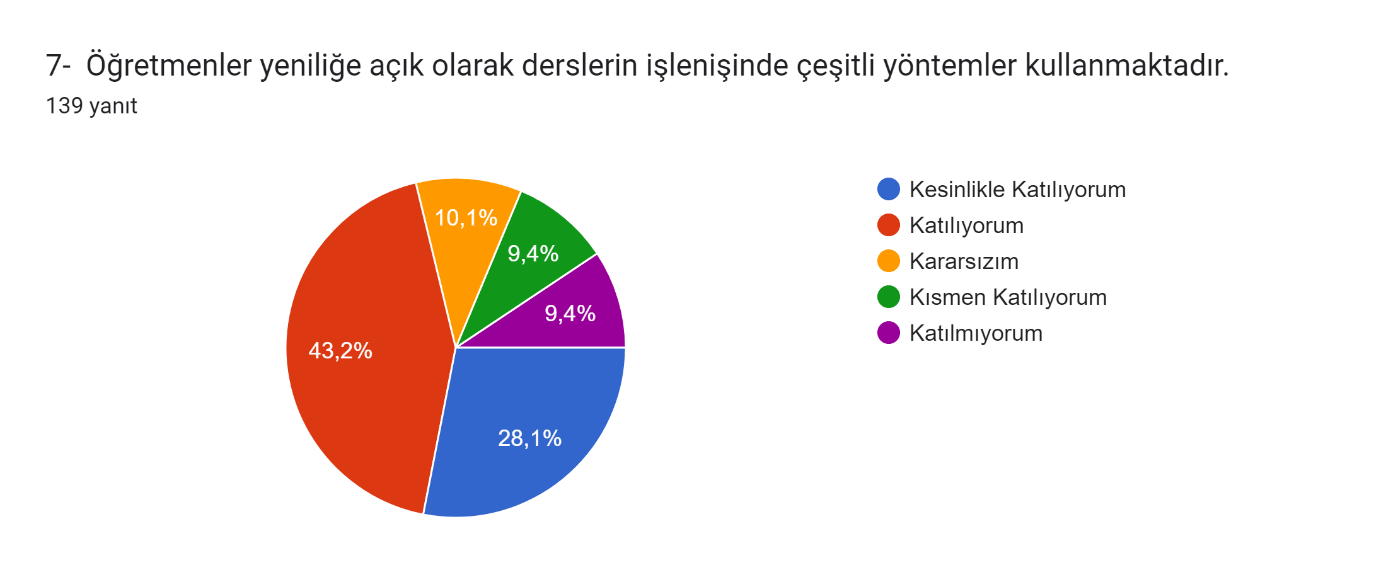 7-  Öğretmenler yeniliğe açık olarak derslerin işlenişinde çeşitli yöntemler kullanmaktadır.
139 yanıt
10,1%
9,4%
9,4%
43,2%
28,1%
Kesinlikle Katılıyorum
Katılıyorum
Kararsızım
Kısmen Katılıyorum
Katılmıyorum